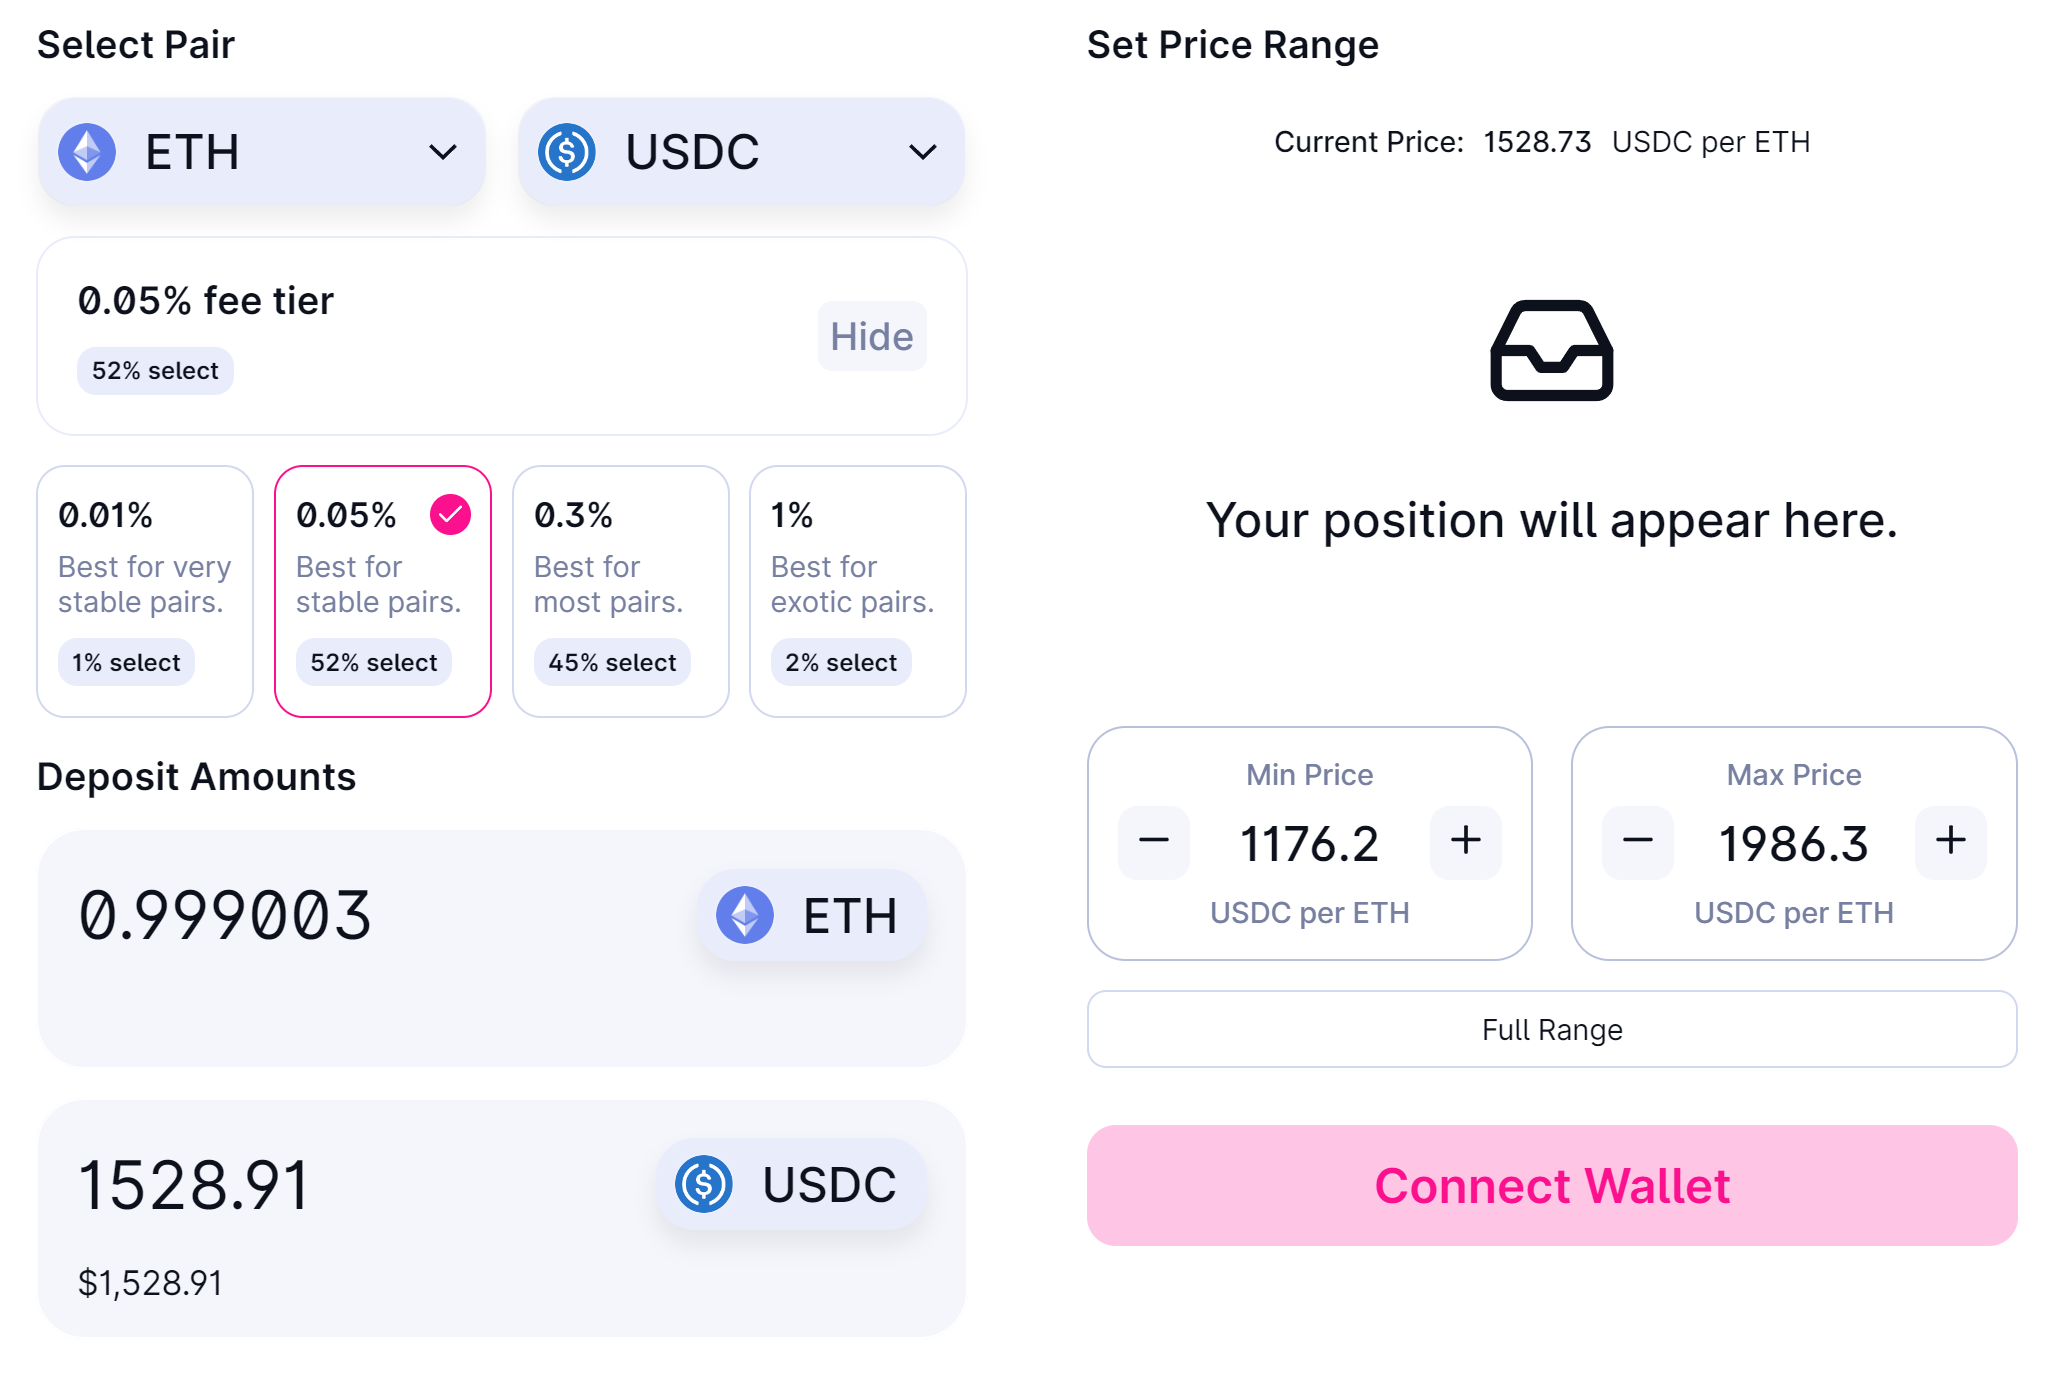 Select Pair
ETH
USDC
0.05% fee tier
52% select
Hide
0.01%
Best for very
stable pairs.
1% select
0.05%
Best for
stable pairs.
52% select
0.3%
Best for
most pairs.
45% select
1%
Best for
exotic pairs.
2% select
Deposit Amounts
0.999003
ETH
1528.91
USDC
$1,528.91
Set Price Range
Current Price: 1528.73 USDC per ETH
Your position will appear here.
Min Price
1176.2
USDC per ETH
Max Price
1986.3
USDC per ETH
Full Range
Connect Wallet